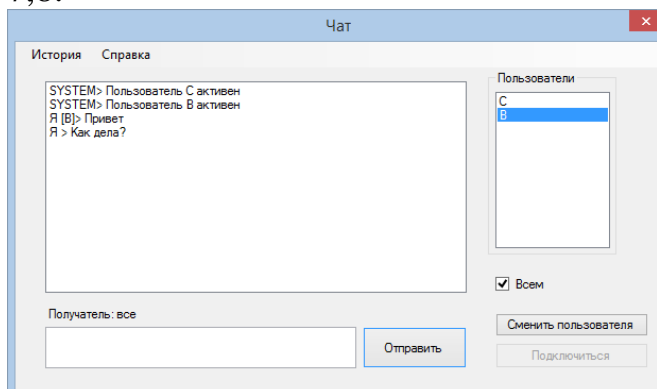 Чат
История Справка
SYSTEM> Пользователь C активен
SYSTEM> Пользователь B активен
Я [B]> Привет
Я > Как дела?
Пользователи
C
B
Всем
Получатель: все
Отправить
Сменить пользователя
Подключиться